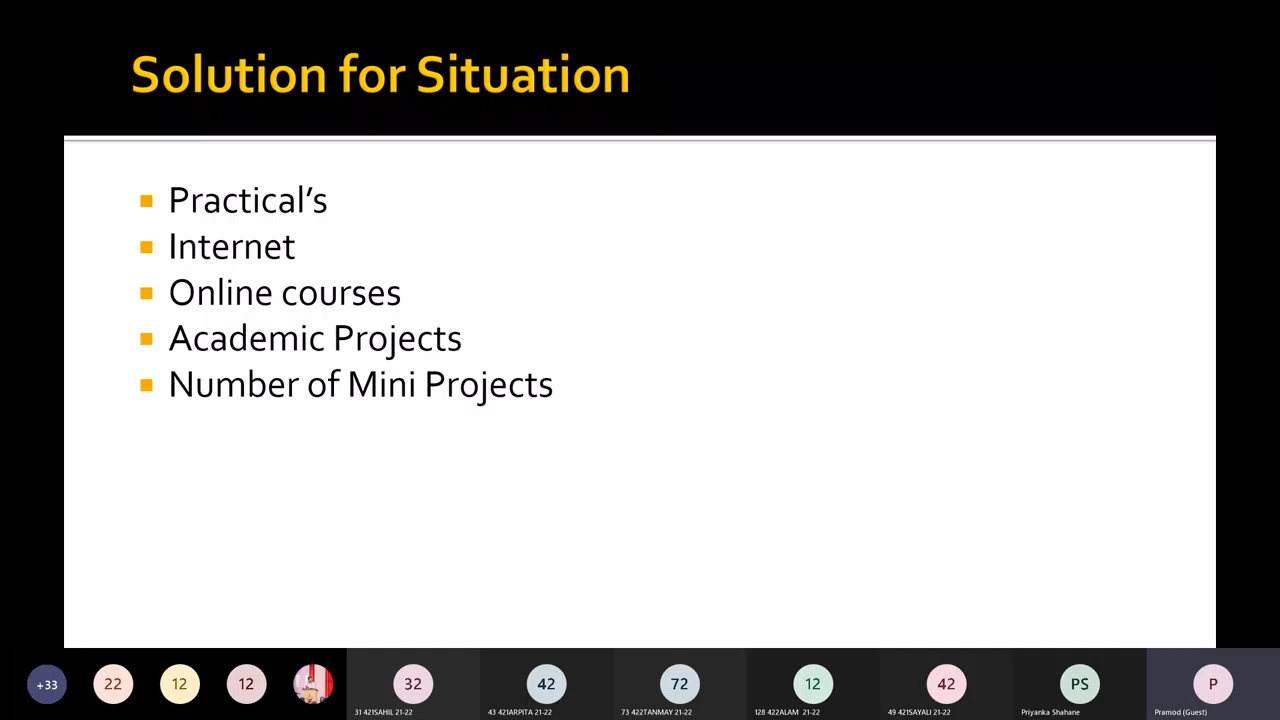 Solution for Situation
Practical’s
Internet
Online courses
Academic Projects
Number of Mini Projects
+33
22
12
12
32
42
72
12
42
PS
P
31 421SAHIL 21-22
43 421ARPITA 21-22
73 422TANMAY 21-22
128 422ALAM 21-22
49 421SAYALI 21-22
Priyanka Shahane
Pramod (Guest)